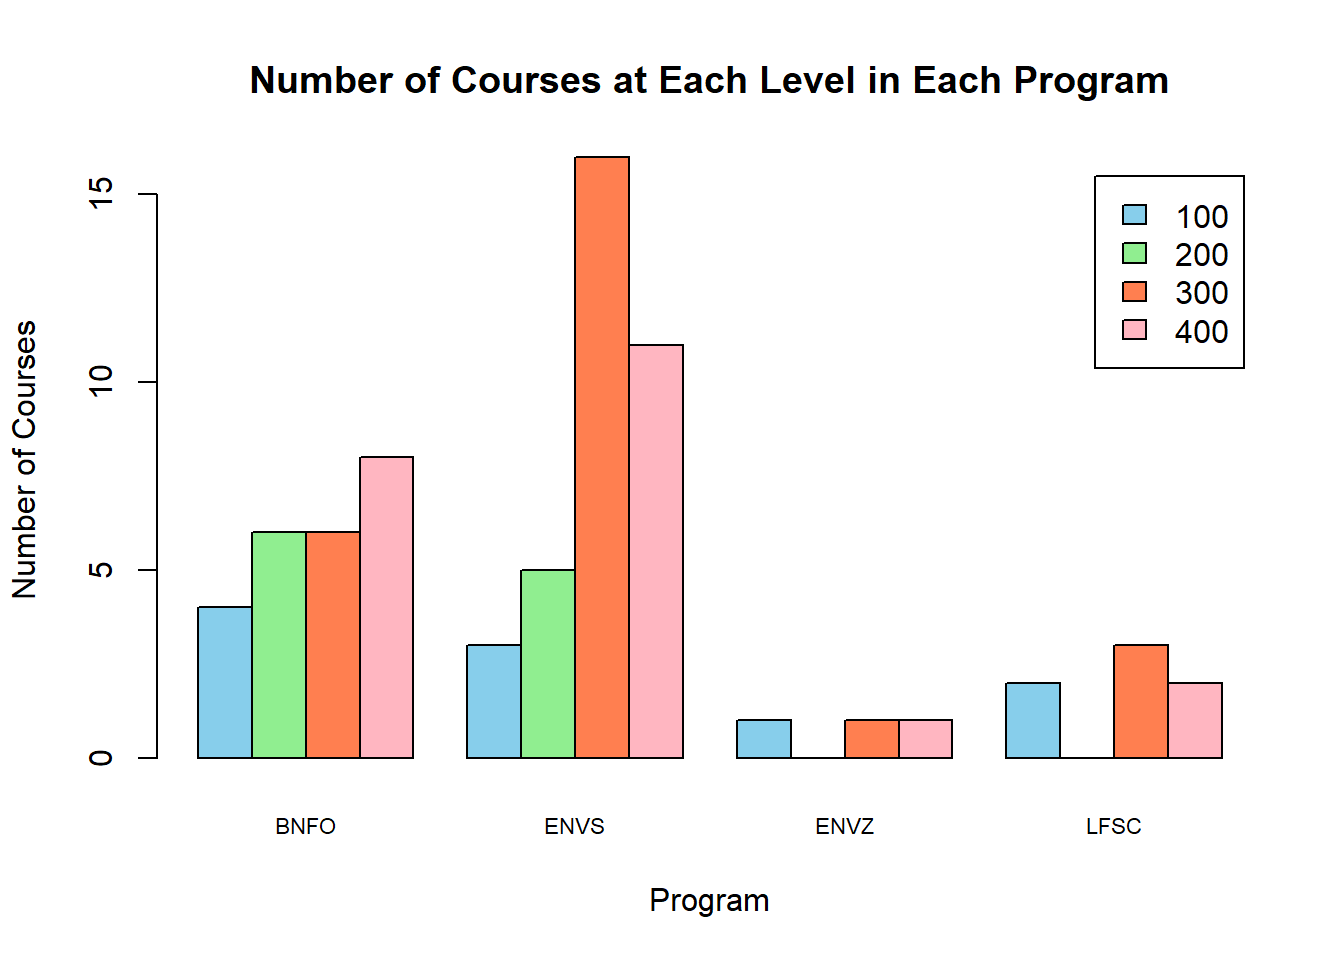 Number of Courses at Each Level in Each Program
Number of Courses
15
10
5
0
100
200
300
400
BNFO ENVS ENVZ LFSC
Program